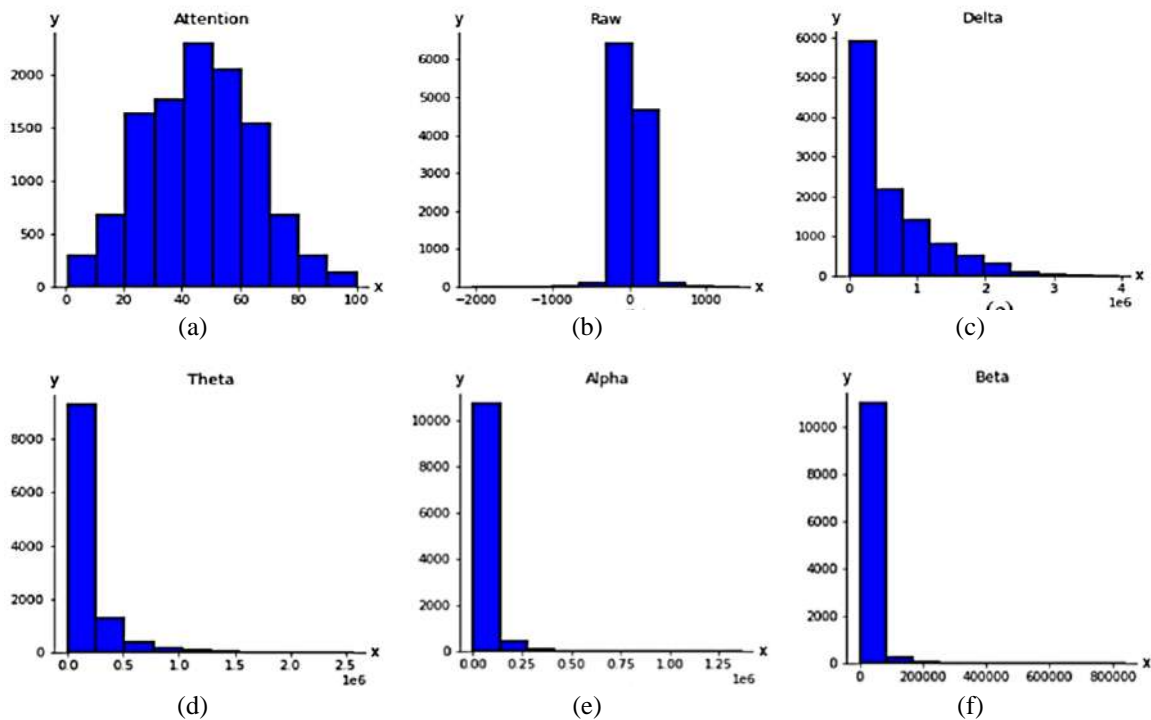 y Attention
2000
1500
1000
500
0
0 20 40 60 80 100 x
(a)
y Raw
6000
5000
4000
3000
2000
1000
0
−2000 −1000 0 1000 x
(b)
y Delta
6000
5000
4000
3000
2000
1000
0
0 1 2 3 4 x
1e6
(c)
y Theta
8000
6000
4000
2000
0
0.0 0.5 1.0 1.5 2.0 2.5 x
1e6
(d)
y Alpha
10000
8000
6000
4000
2000
0
0.00 0.25 0.50 0.75 1.00 1.25 x
1e6
(e)
y Beta
10000
8000
6000
4000
2000
0
0 200000 400000 600000 800000 x
(f)